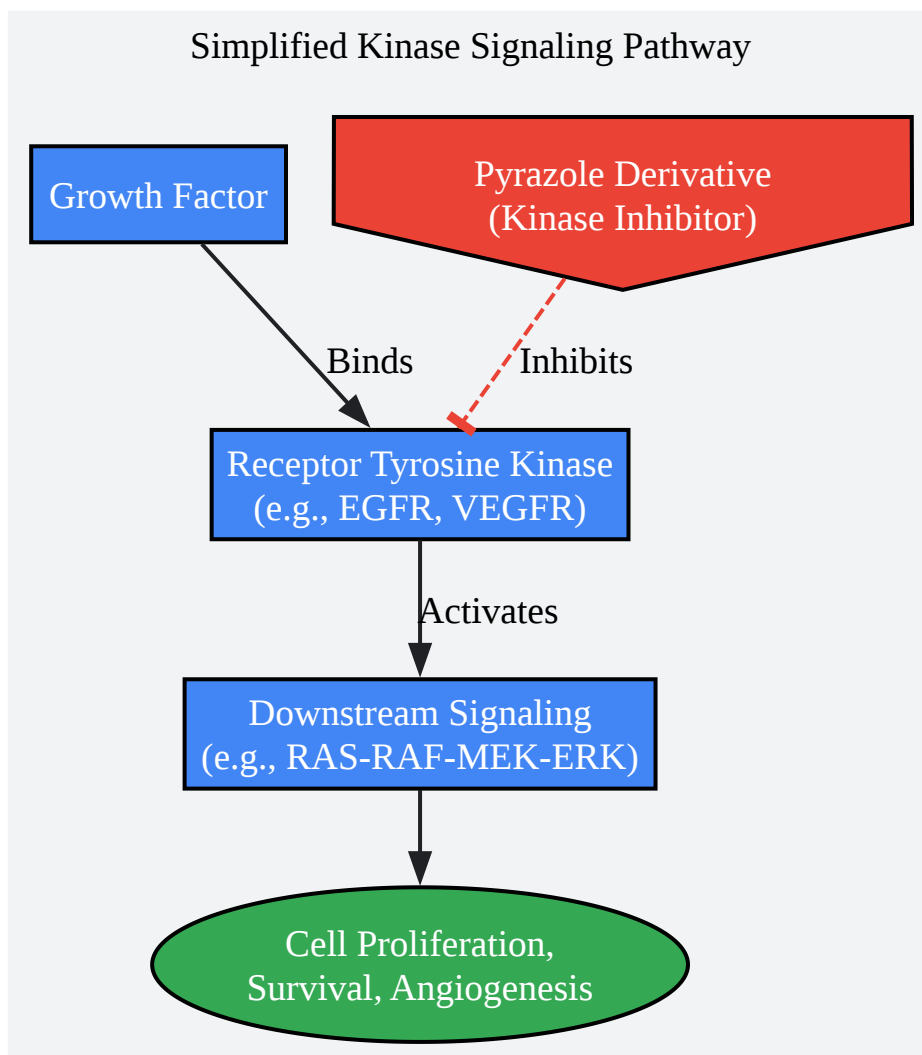 Simplified Kinase Signaling Pathway
Growth Factor
Pyrazole Derivative
(Kinase Inhibitor)
Binds
Inhibits
Receptor Tyrosine Kinase
(e.g., EGFR, VEGFR)
Activates
Downstream Signaling
(e.g., RAS-RAF-MEK-ERK)
Cell Proliferation,
Survival, Angiogenesis